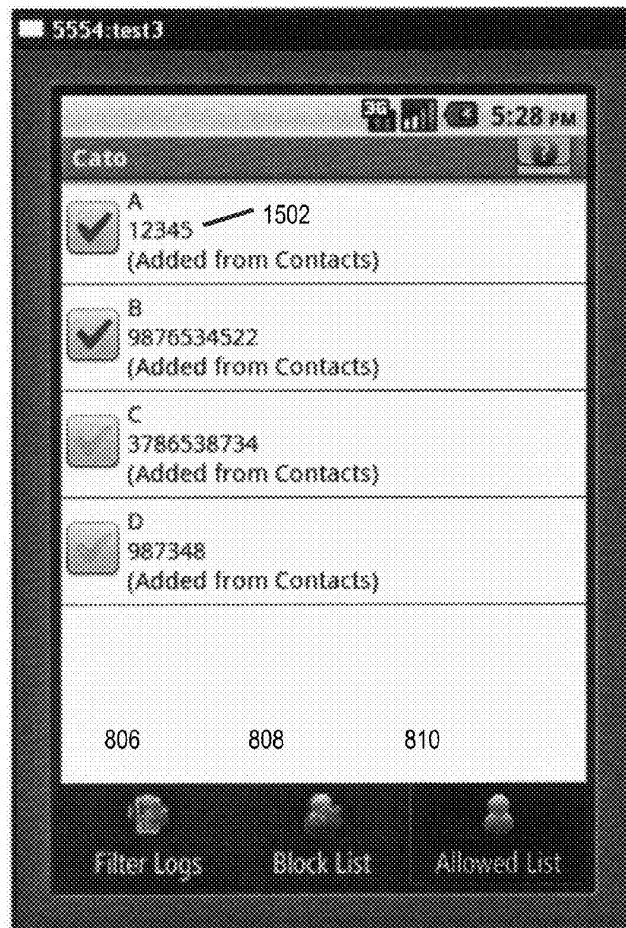 5554:test3
3G
5:28 PM
Cato
A
12345
1502
(Added from Contacts)
B
9876534522
(Added from Contacts)
C
3786538734
(Added from Contacts)
D
987348
(Added from Contacts)
806 808 810
Filter Logs Block List Allowed List